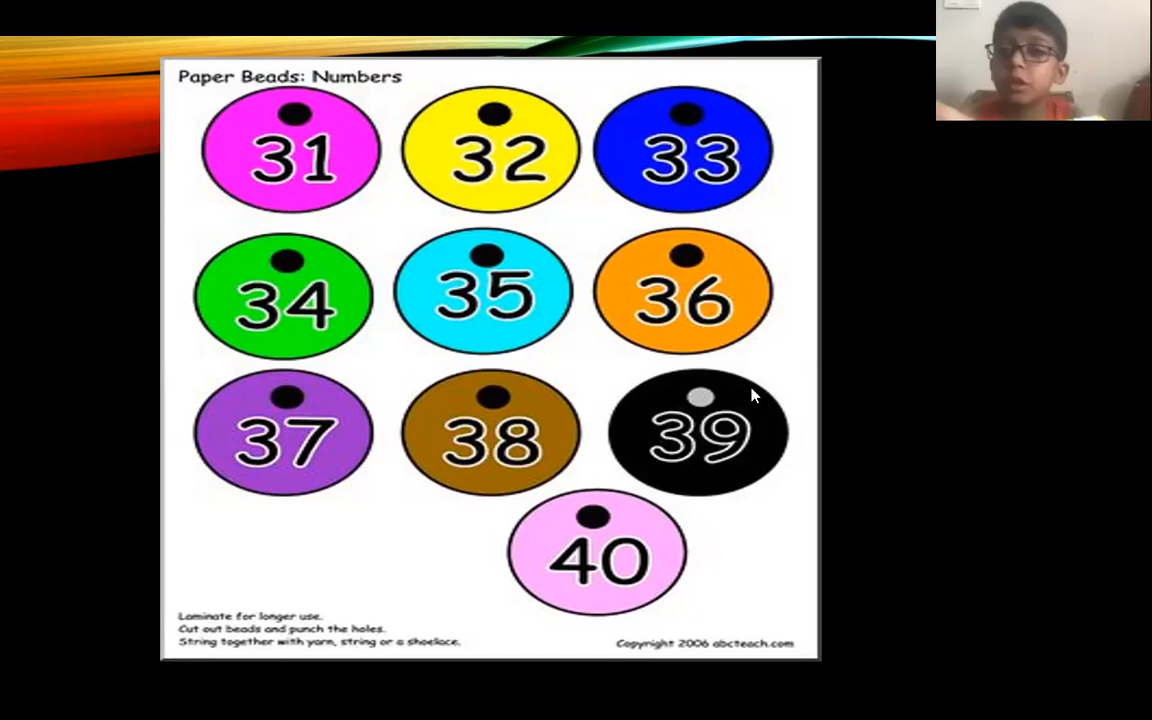 Paper Beads: Numbers
31 32 33
34 35 36
37 38 39
40
Laminate for longer use.
Cut out beads and punch the holes.
String together with yarn, string or a shoelace.
Copyright 2006 abcteach.com